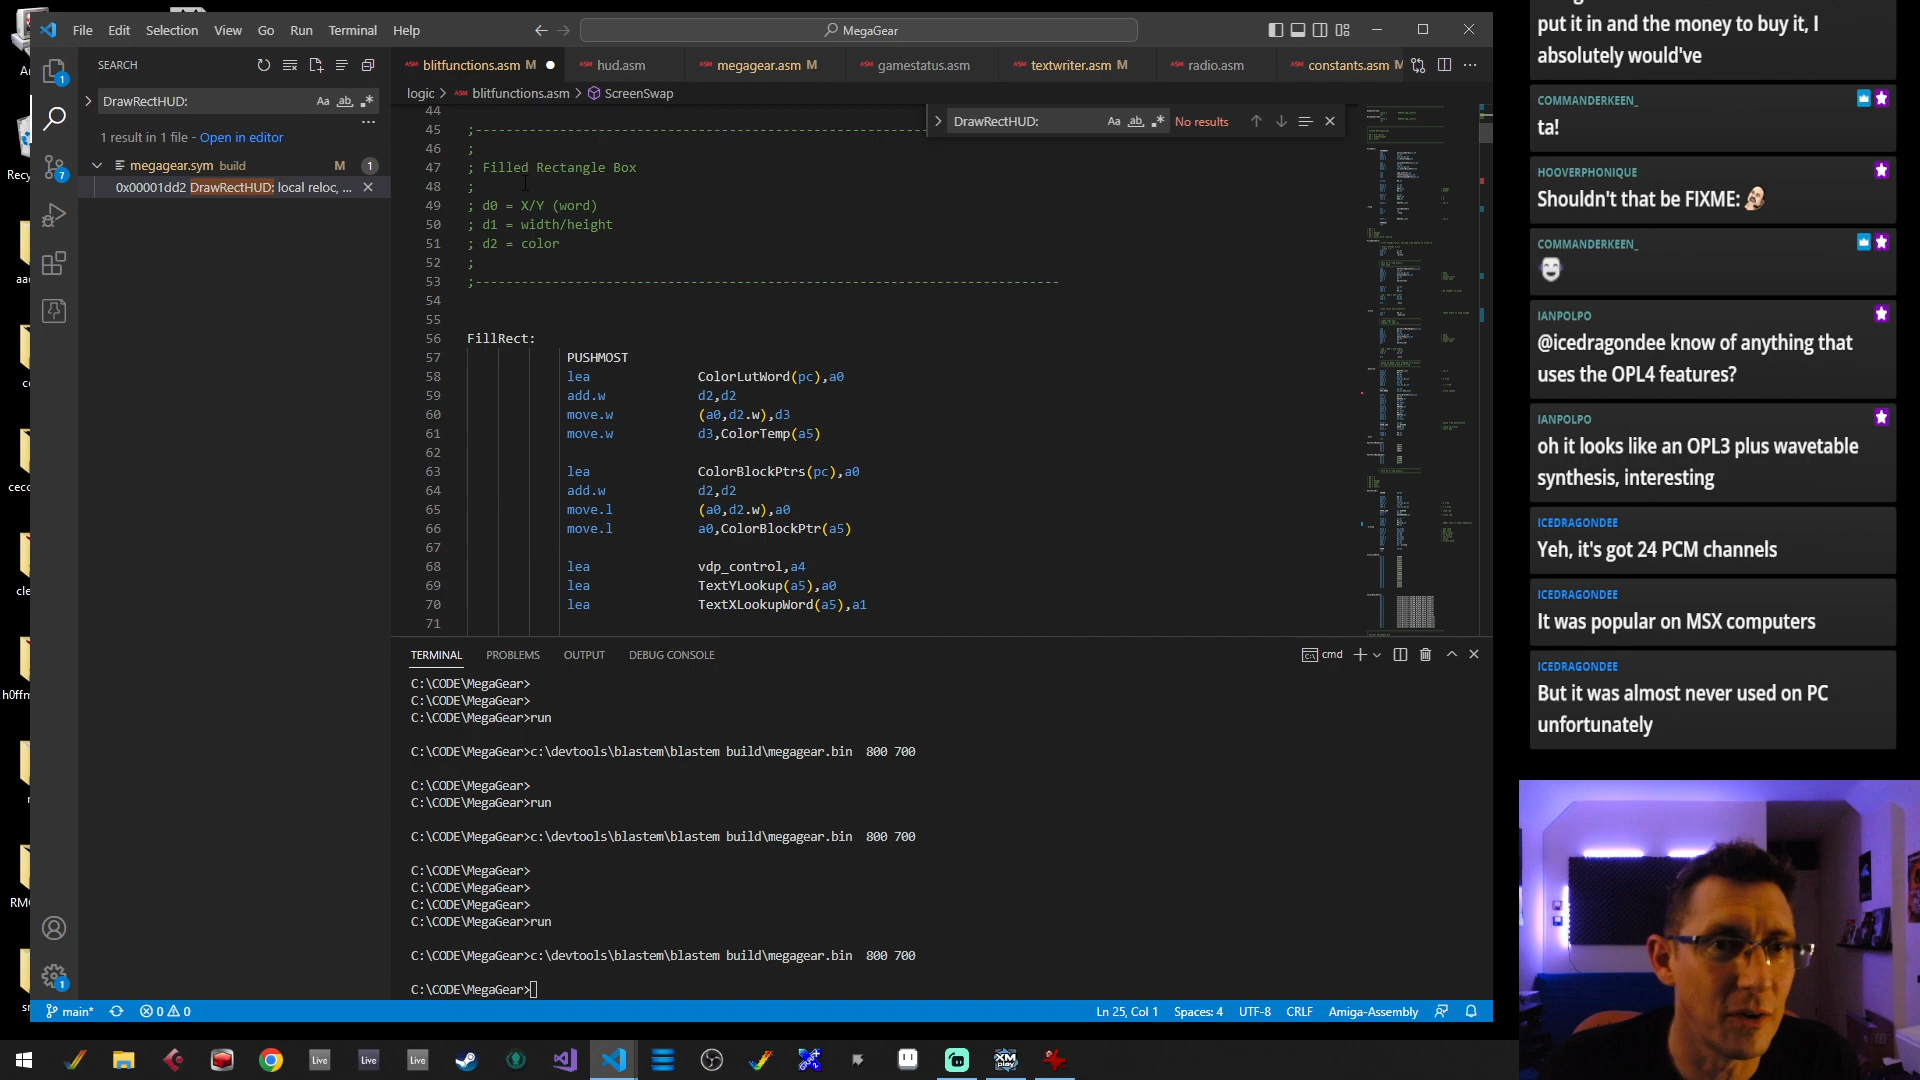 File Edit Selection View Go Run Terminal Help
MegaGear
SEARCH
DrawRectHUD:
Aa ab
1 result in 1 file - Open in editor
megagear.sym build M 1
0x00001dd2 DrawRectHUD: local reloc, ...
blitfunctions.asm M
hud.asm
megagear.asm M
gamestatus.asm
textwriter.asm M
radio.asm
constants.asm M
logic > blitfunctions.asm > ScreenSwap
DrawRectHUD:
Aa ab
No results
44
45 ;---------------------------------------------------------------------------
46 ;
47 ; Filled Rectangle Box
48 ;
49 ; d0 = X/Y (word)
50 ; d1 = width/height
51 ; d2 = color
52 ;
53 ;---------------------------------------------------------------------------
54
55
56 FillRect:
57 PUSHMOST
58 lea ColorLutWord(pc),a0
59 add.w d2,d2
60 move.w (a0,d2.w),d3
61 move.w d3,ColorTemp(a5)
62
63 lea ColorBlockPtrs(pc),a0
64 add.w d2,d2
65 move.l (a0,d2.w),a0
66 move.l a0,ColorBlockPtr(a5)
67
68 lea vdp_control,a4
69 lea TextYLookup(a5),a0
70 lea TextXLookupWord(a5),a1
71
TERMINAL PROBLEMS OUTPUT DEBUG CONSOLE
cmd
C:\CODE\MegaGear>
C:\CODE\MegaGear>
C:\CODE\MegaGear>run
C:\CODE\MegaGear>c:\devtools\blastem\blastem build\megagear.bin  800 700
C:\CODE\MegaGear>
C:\CODE\MegaGear>run
C:\CODE\MegaGear>c:\devtools\blastem\blastem build\megagear.bin  800 700
C:\CODE\MegaGear>
C:\CODE\MegaGear>
C:\CODE\MegaGear>
C:\CODE\MegaGear>run
C:\CODE\MegaGear>c:\devtools\blastem\blastem build\megagear.bin  800 700
C:\CODE\MegaGear>
main*
0 0
Ln 25, Col 1 Spaces: 4 UTF-8 CRLF Amiga-Assembly
put it in and the money to buy it, I
absolutely would've
COMMANDERKEEN_
ta!
HOOVERPHONIQUE
Shouldn't that be FIXME:
COMMANDERKEEN_
IANPOLPO
@icedragondee know of anything that
uses the OPL4 features?
IANPOLPO
oh it looks like an OPL3 plus wavetable
synthesis, interesting
ICEDRAGONDEE
Yeh, it's got 24 PCM channels
ICEDRAGONDEE
It was popular on MSX computers
ICEDRAGONDEE
But it was almost never used on PC
unfortunately
Live
Live
Live